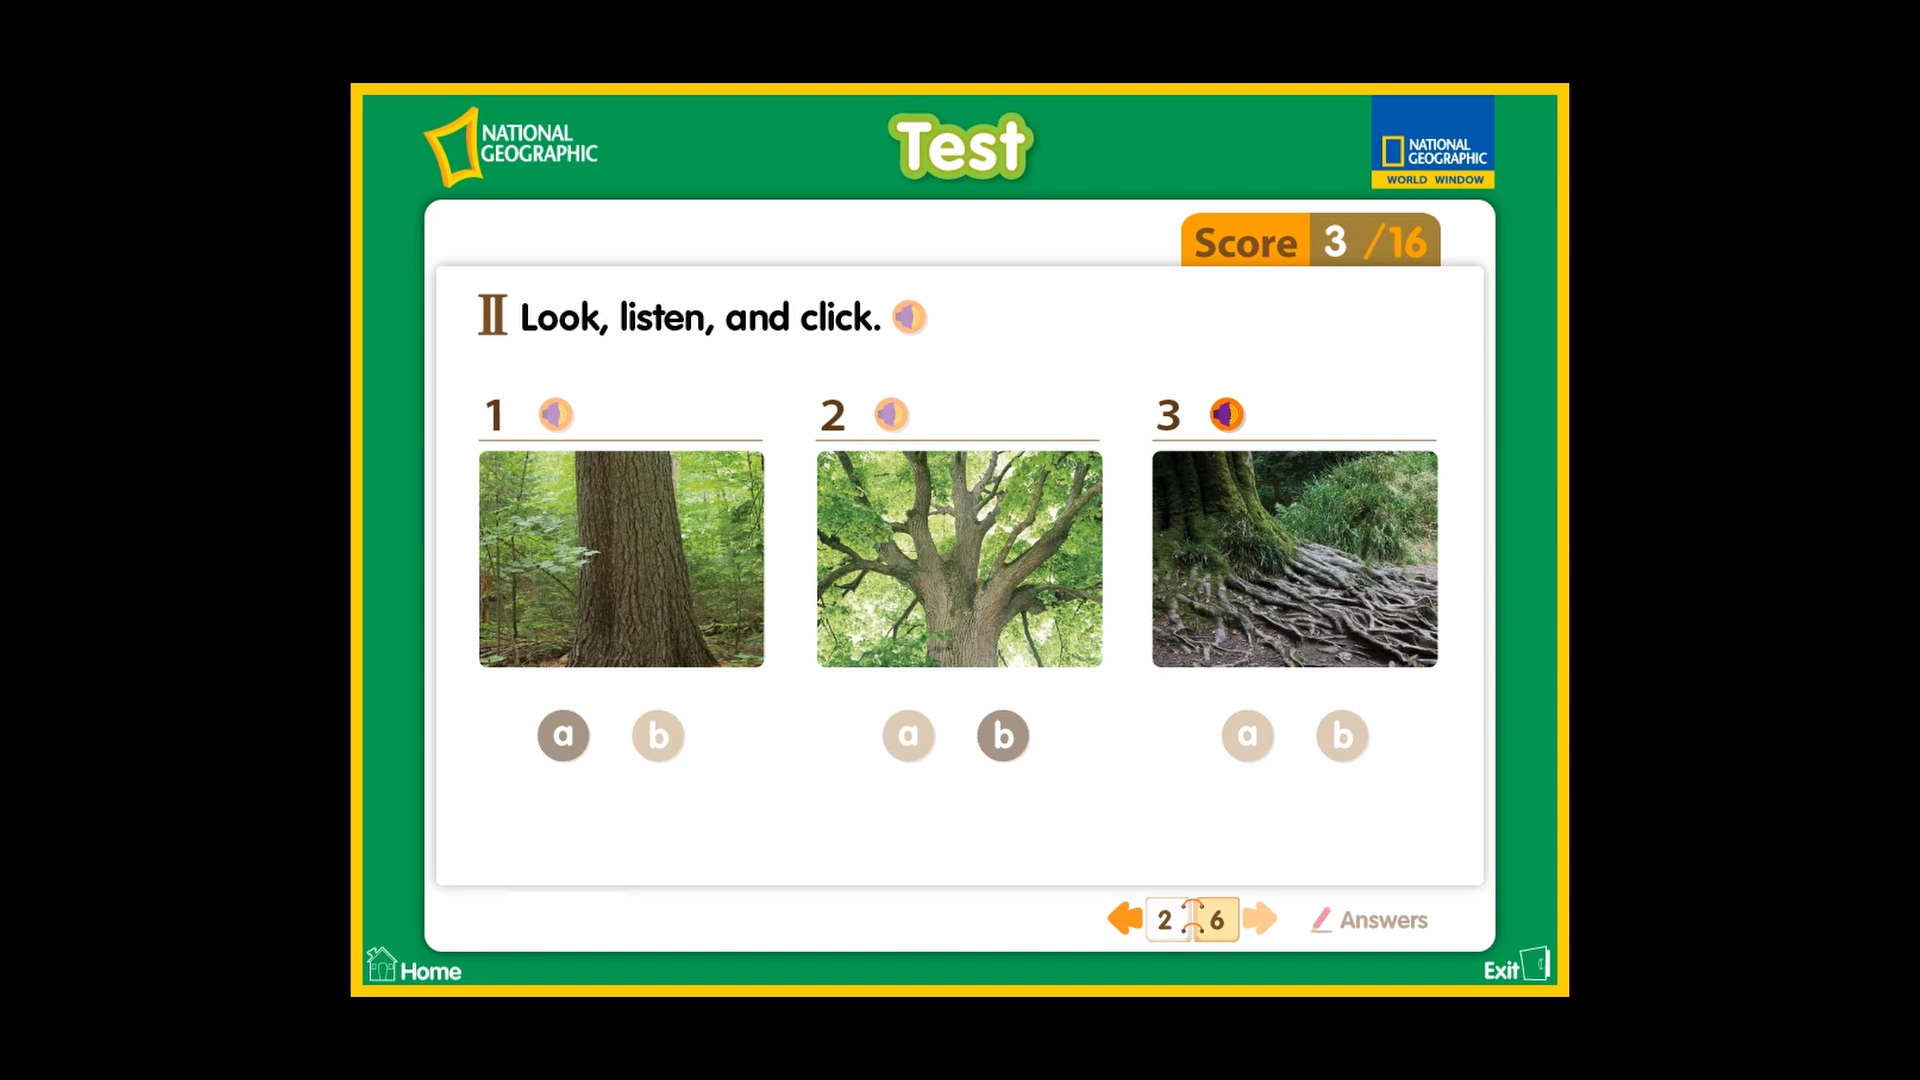 NATIONAL
GEOGRAPHIC
Test
NATIONAL
GEOGRAPHIC
WORLD WINDOW
Score 3 /16
II Look, listen, and click.
1 2 3
a b a b a b
2 6 Answers
Home Exit